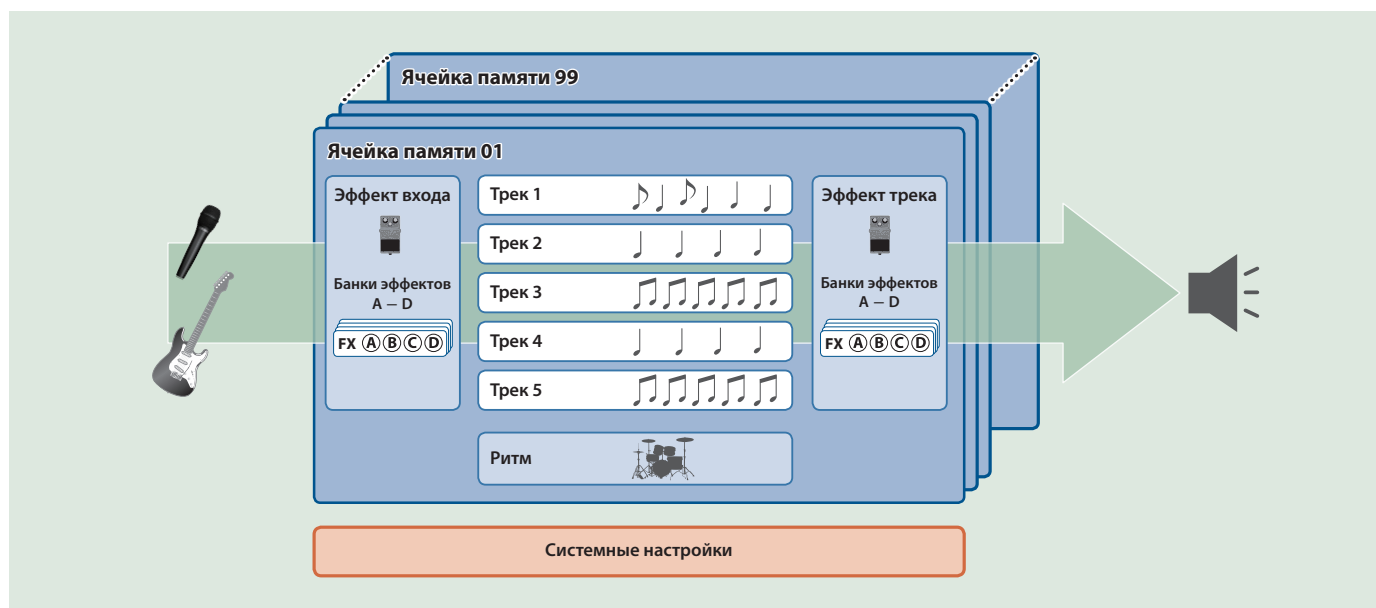 Ячейка памяти 99
Ячейка памяти 01
Эффект входа
Банки эффектов
A – D
FX A B C D
Трек 1
Трек 2
Трек 3
Трек 4
Трек 5
Ритм
Эффект трека
Банки эффектов
A – D
FX A B C D
Системные настройки